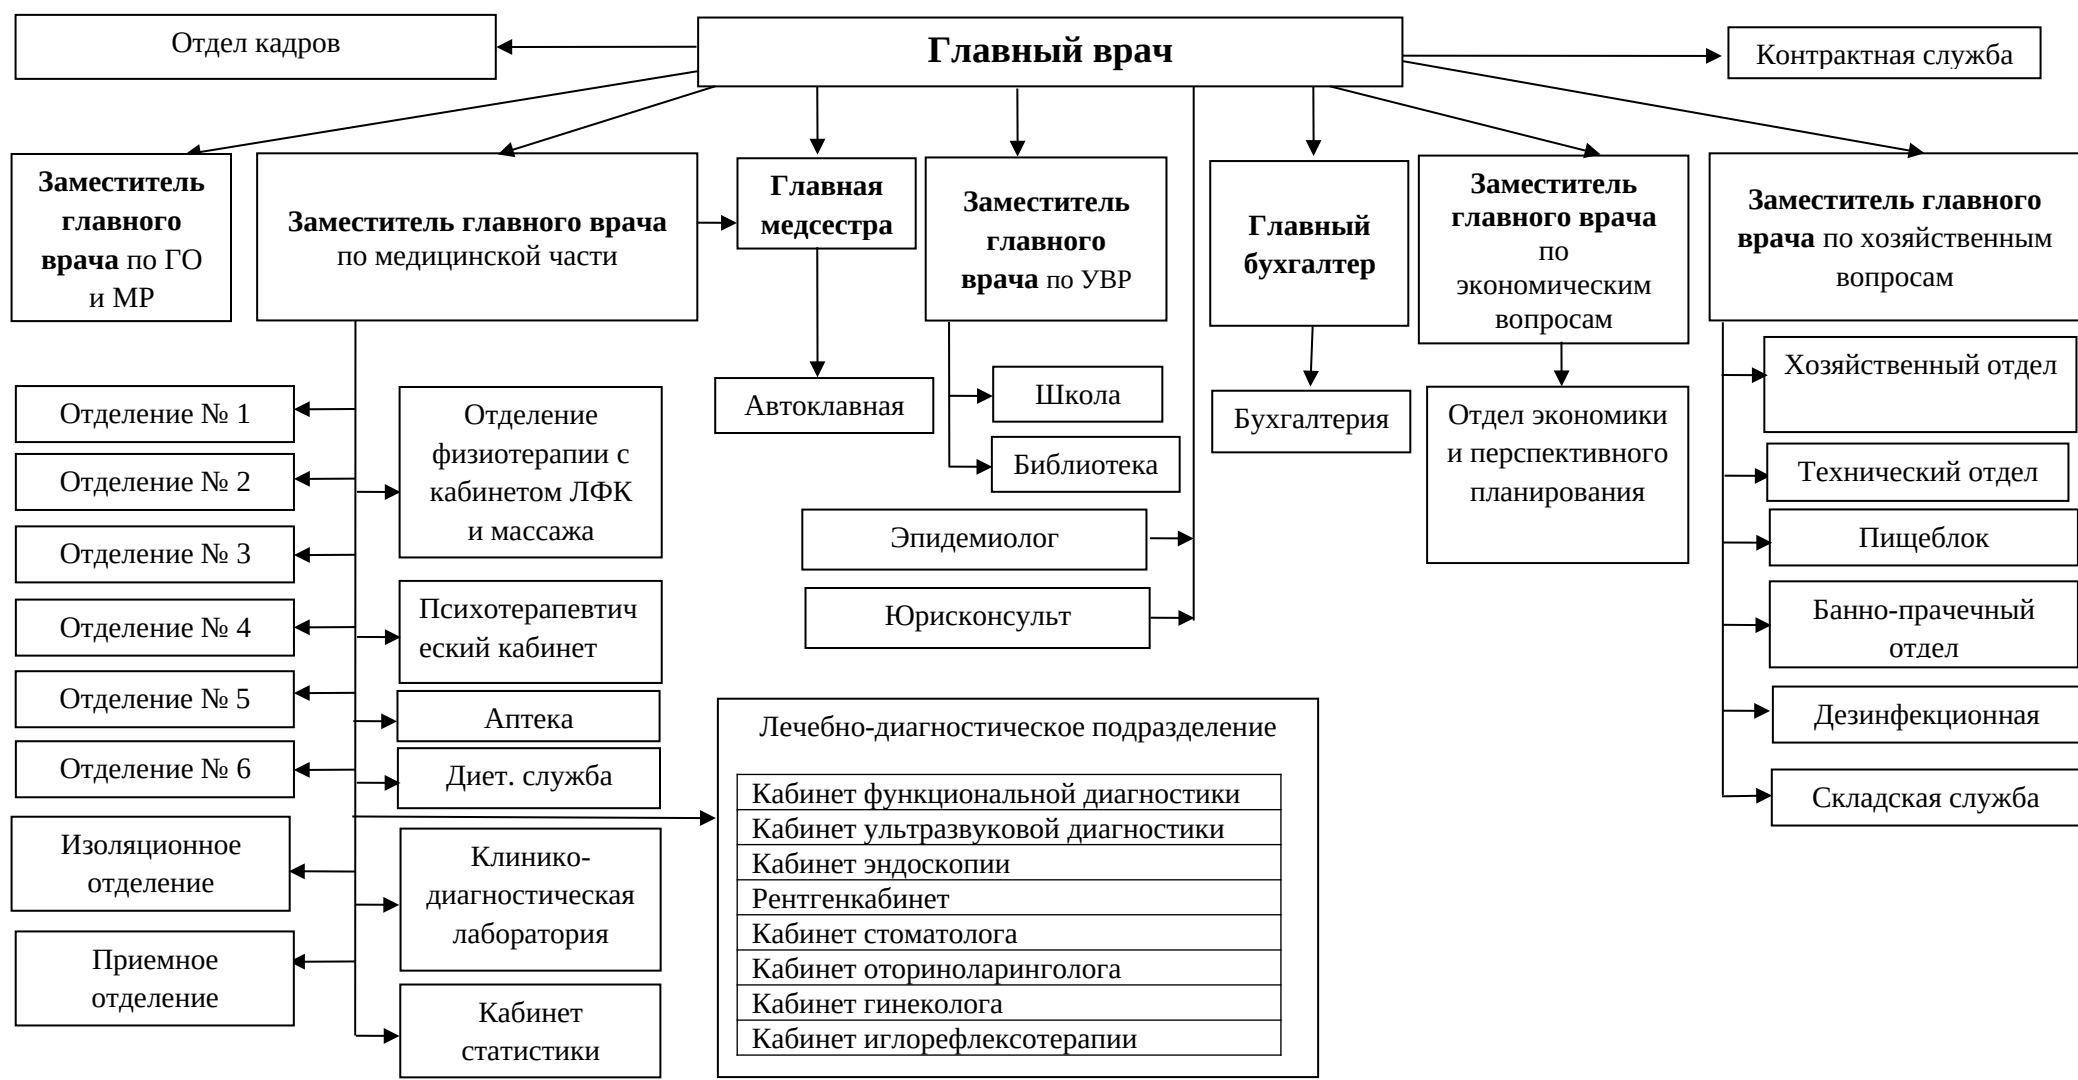 Отдел кадров
Главный врач
Контрактная служба
Заместитель
главного
врача по ГО
и МР
Заместитель главного врача
по медицинской части
Главная
медсестра
Заместитель
главного
врача по УВР
Главный
бухгалтер
Заместитель
главного врача
по
экономическим
вопросам
Заместитель главного
врача по хозяйственным
вопросам
Отделение № 1
Отделение № 2
Отделение № 3
Отделение № 4
Отделение № 5
Отделение № 6
Изоляционное
отделение
Приемное
отделение
Отделение
физиотерапии с
кабинетом ЛФК
и массажа
Психотерапевтич
еский кабинет
Аптека
Диет. служба
Клинико-
диагностическая
лаборатория
Кабинет
статистики
Автоклавная
Школа
Библиотека
Эпидемиолог
Юрисконсульт
Бухгалтерия
Отдел экономики
и перспективного
планирования
Хозяйственный отдел
Технический отдел
Пищеблок
Банно-прачечный
отдел
Дезинфекционная
Складская служба
Лечебно-диагностическое подразделение
Кабинет функциональной диагностики
Кабинет ультразвуковой диагностики
Кабинет эндоскопии
Рентгенкабинет
Кабинет стоматолога
Кабинет оториноларинголога
Кабинет гинеколога
Кабинет иглорефлексотерапии